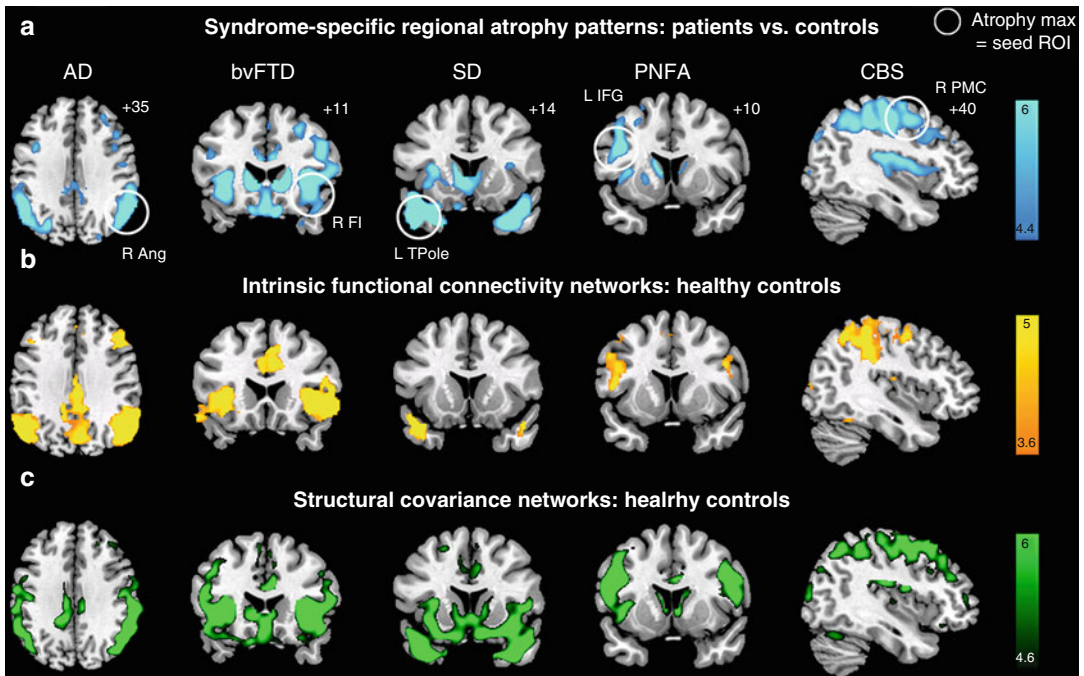 a
Syndrome-specific regional atrophy patterns: patients vs. controls
Atrophy max
= seed ROI
AD
bvFTD
SD
PNFA
CBS
+35
+11
+14
L IFG
+10
R PMC
+40
6
4.4
R Ang
R FI
L TPole
b
Intrinsic functional connectivity networks: healthy controls
5
3.6
c
Structural covariance networks: healrhy controls
6
4.6